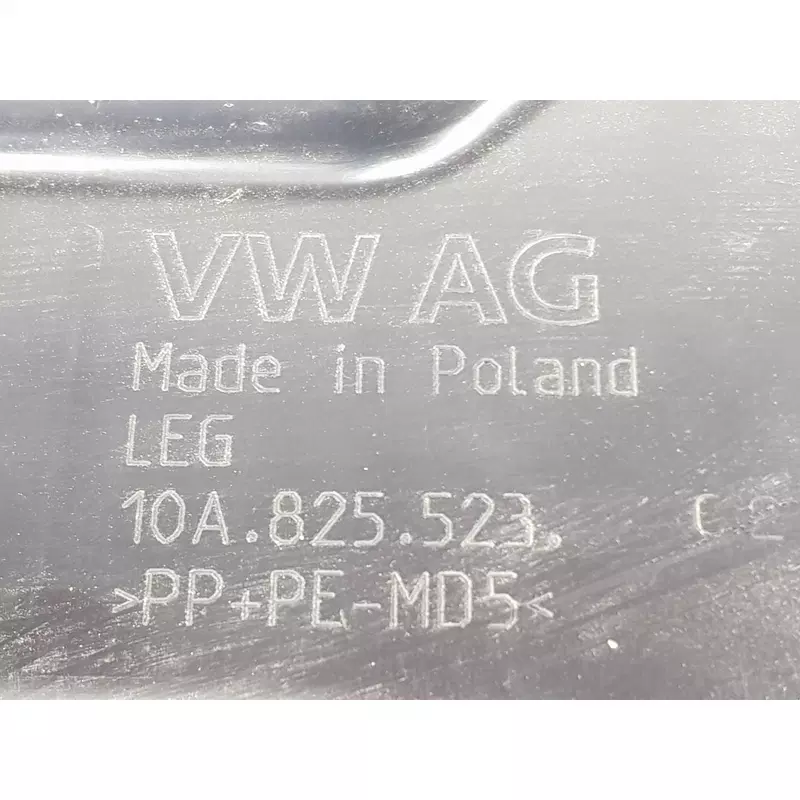 VW AG
Made in Poland
LEG
10A.825.523.
>PP+PE-MD5<